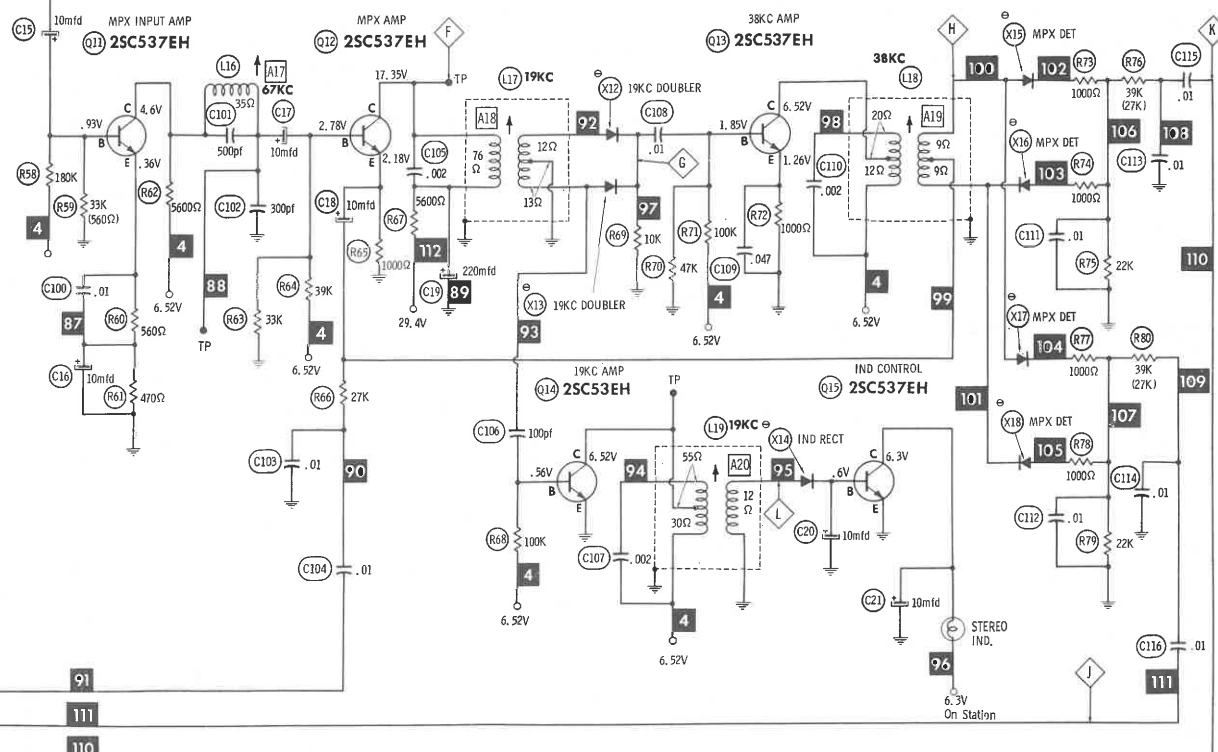 C15 10mfd +
MPX INPUT AMP
Q11 2SC537EH
L16
A17
67KC
35Ω
C101
500pf
C17
10mfd
C
4.6V
.93V
B
E
.36V
R58
180K
R59
33K
(560Ω)
R62
5600Ω
C102
300pf
4
4
6.52V
C100
.01
87
R60
560Ω
C16
10mfd
R61
470Ω
88
TP
R63
33K
R64
39K
4
6.52V
MPX AMP
Q12 2SC537EH
F
17.35V
TP
C
2.78V
B
E
2.18V
C18
10mfd
R65
1000Ω
C105
.002
R67
5600Ω
112
C19
220mfd
89
29.4V
R66
27K
C103
.01
90
C104
.01
L17 19KC
A18
76
Ω
12Ω
13Ω
⊖
X12 19KC DOUBLER
92
C108
.01
G
97
⊖
X13 19KC DOUBLER
93
R69
10K
R70
47K
R71
100K
4
6.52V
38KC AMP
Q13 2SC537EH
C
6.52V
1.85V
B
E
1.26V
R72
1000Ω
C109
.047
98
C110
.002
38KC
L18
20Ω
12Ω
A19
9Ω
9Ω
4
6.52V
H
99
100
101
⊖
X15 MPX DET
102
R73
1000Ω
R76
39K
(27K)
C115
.01
K
106
108
C113
.01
⊖
X16 MPX DET
103
R74
1000Ω
C111
.01
R75
22K
110
⊖
X17 MPX DET
104
R77
1000Ω
R80
39K
(27K)
109
107
⊖
X18 MPX DET
105
R78
1000Ω
C114
.01
C112
.01
R79
22K
C116
.01
111
J
19KC AMP
Q14 2SC53EH
C106
100pf
.56V
C
6.52V
B
E
R68
100K
4
6.52V
TP
94
55Ω
30Ω
C107
.002
L19 19KC ⊖
A20
12
Ω
4
6.52V
X14 IND RECT
95
L
IND CONTROL
Q15 2SC537EH
.6V
C
6.3V
B
E
C20
10mfd
C21
10mfd
STEREO
IND.
96
6.3V
On Station
91
111
110